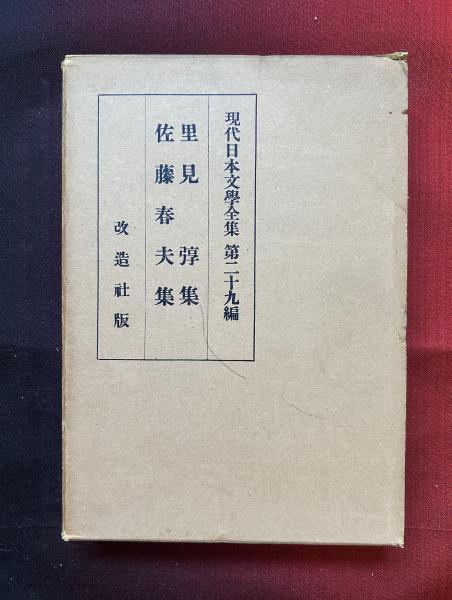 現代日本文學全集 第二十九編
里見弴集
佐藤春夫集
改造社版